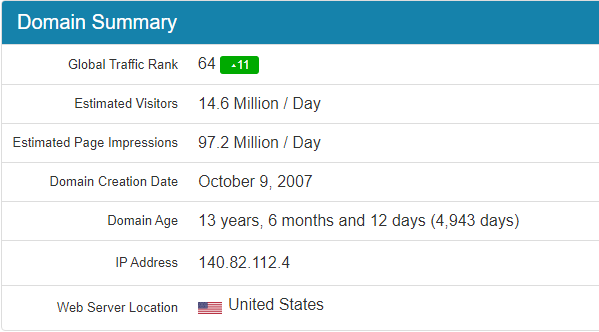 Domain Summary
Global Traffic Rank 64 ▲11
Estimated Visitors 14.6 Million / Day
Estimated Page Impressions 97.2 Million / Day
Domain Creation Date October 9, 2007
Domain Age 13 years, 6 months and 12 days (4,943 days)
IP Address 140.82.112.4
Web Server Location United States